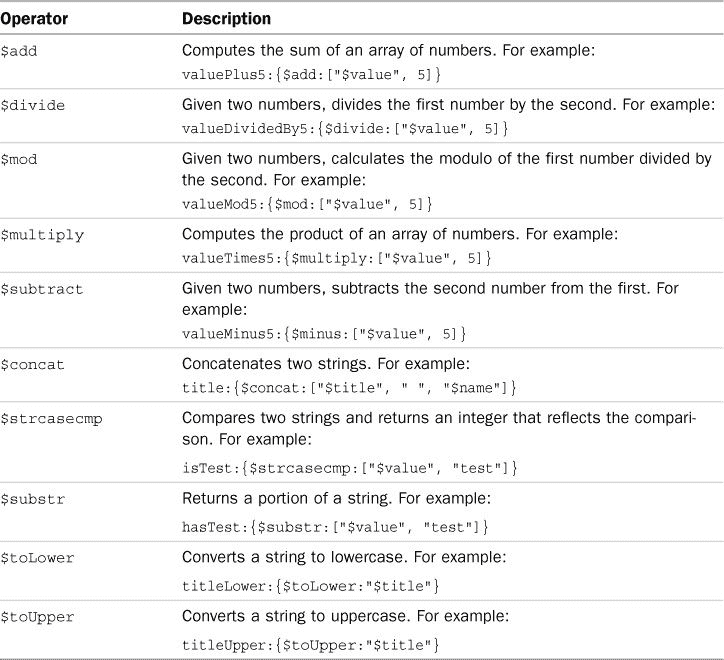 Operator Description
$add Computes the sum of an array of numbers. For example:
valuePlus5:{$add:["$value", 5]}
$divide Given two numbers, divides the first number by the second. For example:
valueDividedBy5:{$divide:["$value", 5]}
$mod Given two numbers, calculates the modulo of the first number divided by
the second. For example:
valueMod5:{$mod:["$value", 5]}
$multiply Computes the product of an array of numbers. For example:
valueTimes5:{$multiply:["$value", 5]}
$subtract Given two numbers, subtracts the second number from the first. For
example:
valueMinus5:{$minus:["$value", 5]}
$concat Concatenates two strings. For example:
title:{$concat:["$title", " ", "$name"]}
$strcasecmp Compares two strings and returns an integer that reflects the compari-
son. For example:
isTest:{$strcasecmp:["$value", "test"]}
$substr Returns a portion of a string. For example:
hasTest:{$substr:["$value", "test"]}
$toLower Converts a string to lowercase. For example:
titleLower:{$toLower:"$title"}
$toUpper Converts a string to uppercase. For example:
titleUpper:{$toUpper:"$title"}